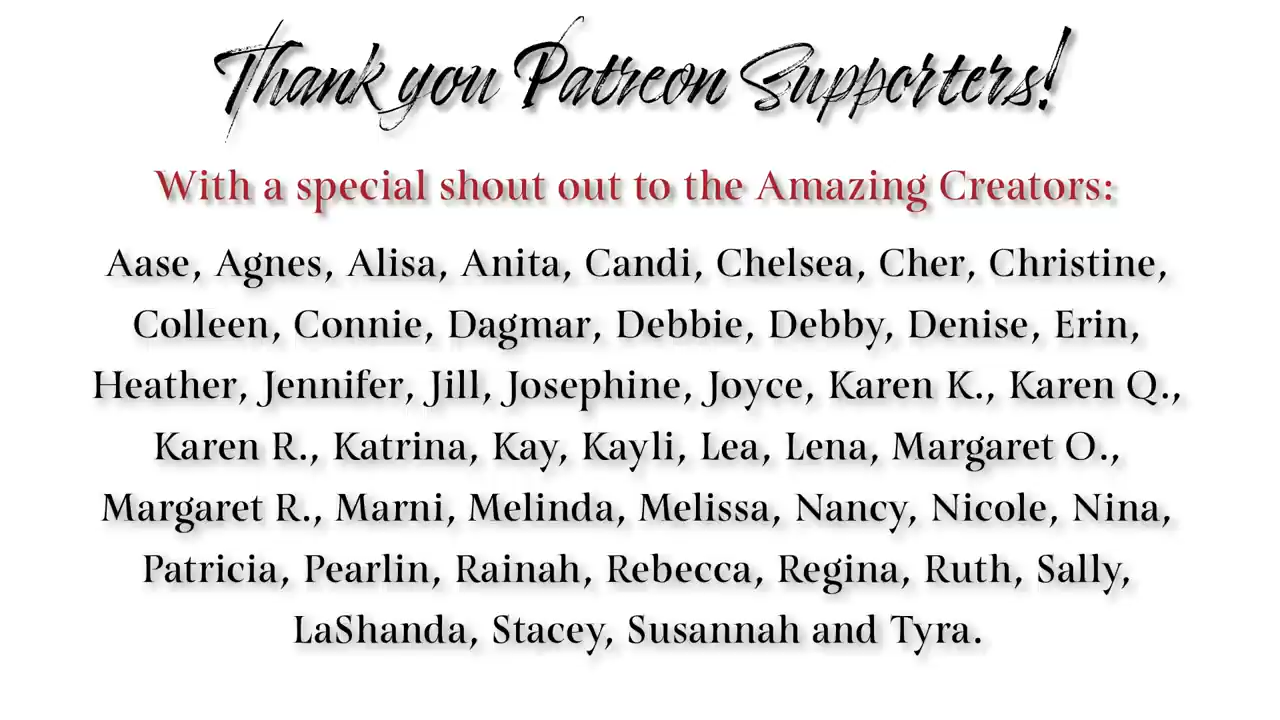 Thank you Patreon Supporters!
With a special shout out to the Amazing Creators:
Aase, Agnes, Alisa, Anita, Candi, Chelsea, Cher, Christine,
Colleen, Connie, Dagmar, Debbie, Debby, Denise, Erin,
Heather, Jennifer, Jill, Josephine, Joyce, Karen K., Karen Q.,
Karen R., Katrina, Kay, Kayli, Lea, Lena, Margaret O.,
Margaret R., Marni, Melinda, Melissa, Nancy, Nicole, Nina,
Patricia, Pearlin, Rainah, Rebecca, Regina, Ruth, Sally,
LaShanda, Stacey, Susannah and Tyra.